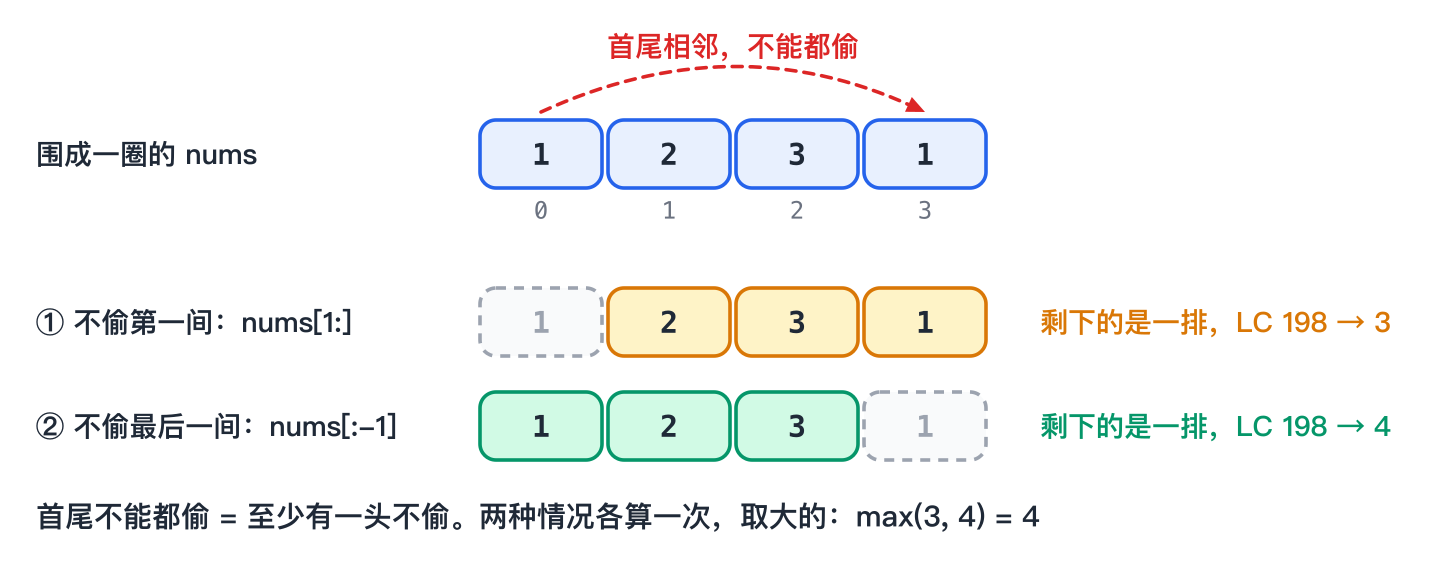 首尾相邻，不能都偷
围成一圈的 nums
1 2 3 1
0 1 2 3
① 不偷第一间：nums[1:]
1 2 3 1
剩下的是一排，LC 198 → 3
② 不偷最后一间：nums[:−1]
1 2 3 1
剩下的是一排，LC 198 → 4
首尾不能都偷 = 至少有一头不偷。两种情况各算一次，取大的：max(3, 4) = 4